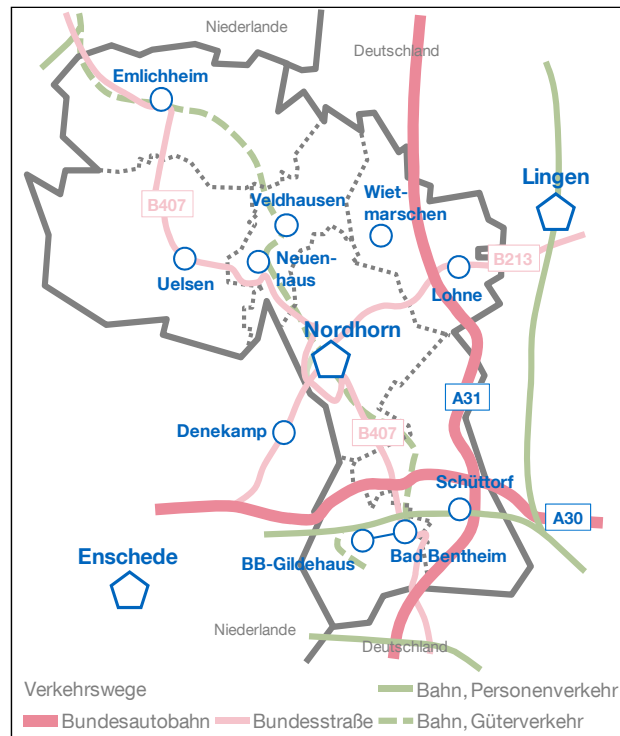 Niederlande
Deutschland
Emlichheim
Lingen
B407
Veldhausen
Wiet-
marschen
Neuen-
haus
Uelsen
B213
Lohne
Nordhorn
A31
Denekamp
B407
Schüttorf
A30
Enschede
BB-Gildehaus
Bad Bentheim
Niederlande
Deutschland
Verkehrswege
Bahn, Personenverkehr
Bundesautobahn
Bundesstraße
Bahn, Güterverkehr